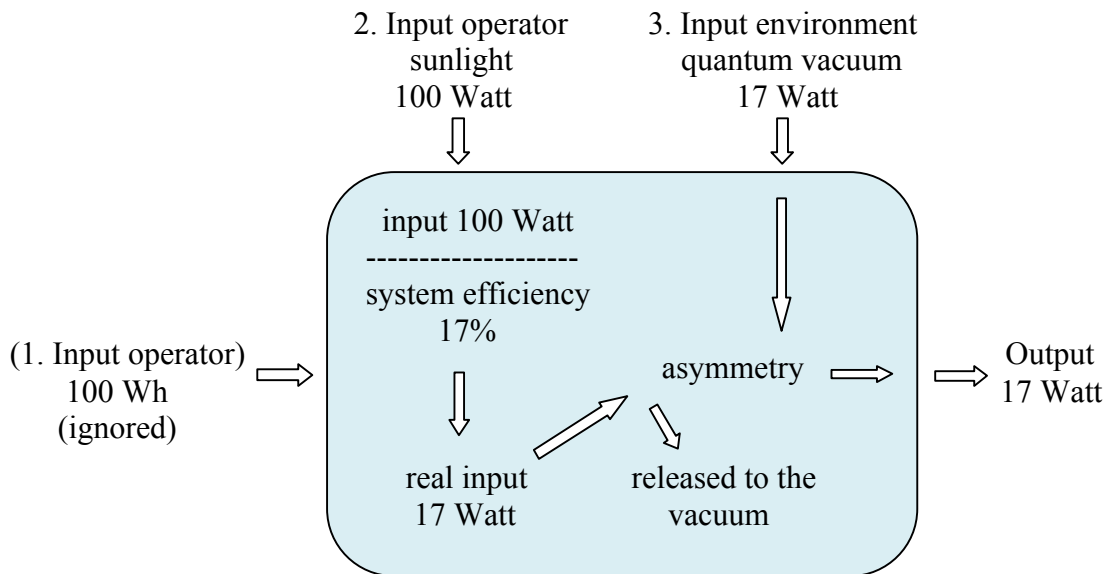 2. Input operator
sunlight
100 Watt
3. Input environment
quantum vacuum
17 Watt
input 100 Watt
--------------------
system efficiency
17%
(1. Input operator)
100 Wh
(ignored)
asymmetry
Output
17 Watt
real input
17 Watt
released to the
vacuum